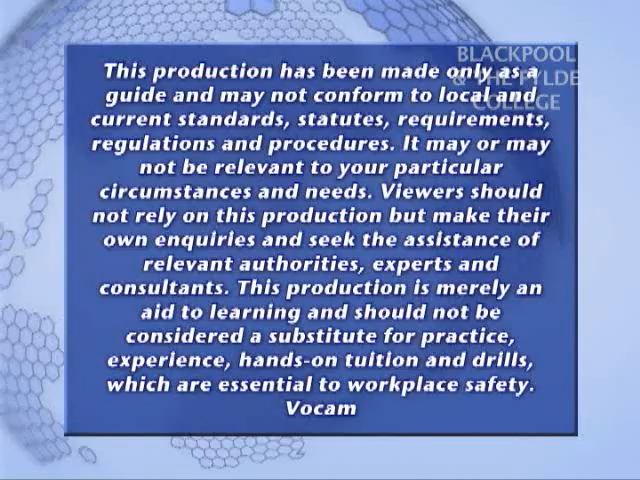 BLACKPOOL
& THE FYLDE
COLLEGE
This production has been made only as a
guide and may not conform to local and
current standards, statutes, requirements,
regulations and procedures. It may or may
not be relevant to your particular
circumstances and needs. Viewers should
not rely on this production but make their
own enquiries and seek the assistance of
relevant authorities, experts and
consultants. This production is merely an
aid to learning and should not be
considered a substitute for practice,
experience, hands-on tuition and drills,
which are essential to workplace safety.
Vocam